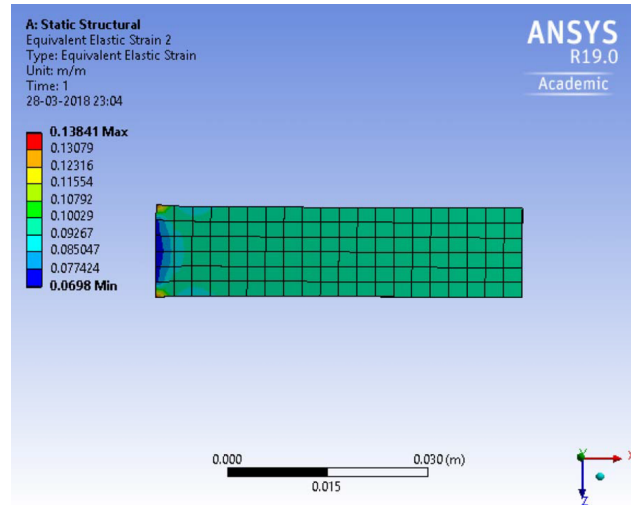 A: Static Structural
Equivalent Elastic Strain 2
Type: Equivalent Elastic Strain
Unit: m/m
Time: 1
28-03-2018 23:04
ANSYS
R19.0
Academic
0.13841 Max
0.13079
0.12316
0.11554
0.10792
0.10029
0.09267
0.085047
0.077424
0.0698 Min
0.000
0.030 (m)
0.015
Y
X
Z